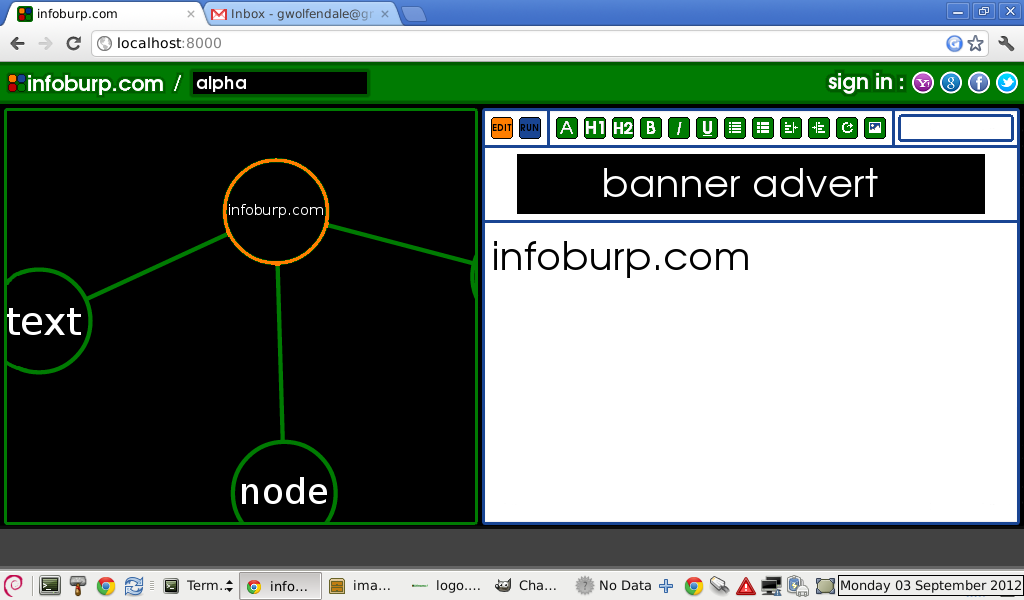 infoburp.com
Inbox - gwolfendale@gr
localhost:8000
infoburp.com / alpha
sign in :
EDIT RUN A H1 H2 B I U
banner advert
infoburp.com
infoburp.com
text
node
Term... info... ima... logo.... Cha... No Data Monday 03 September 2012